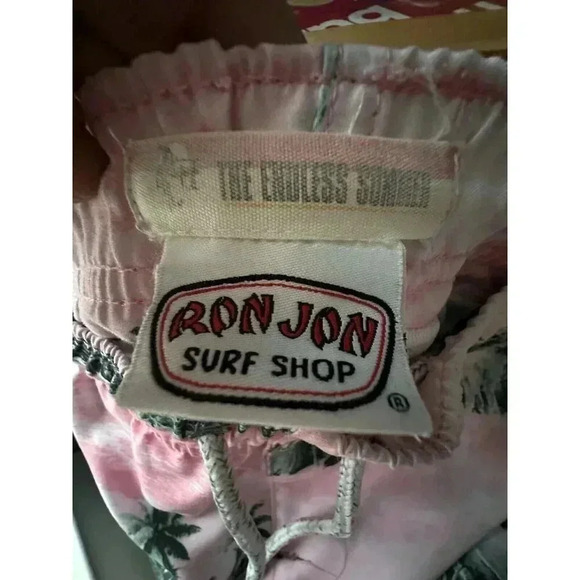 THE ENDLESS SUMMER
RON JON
SURF SHOP
®